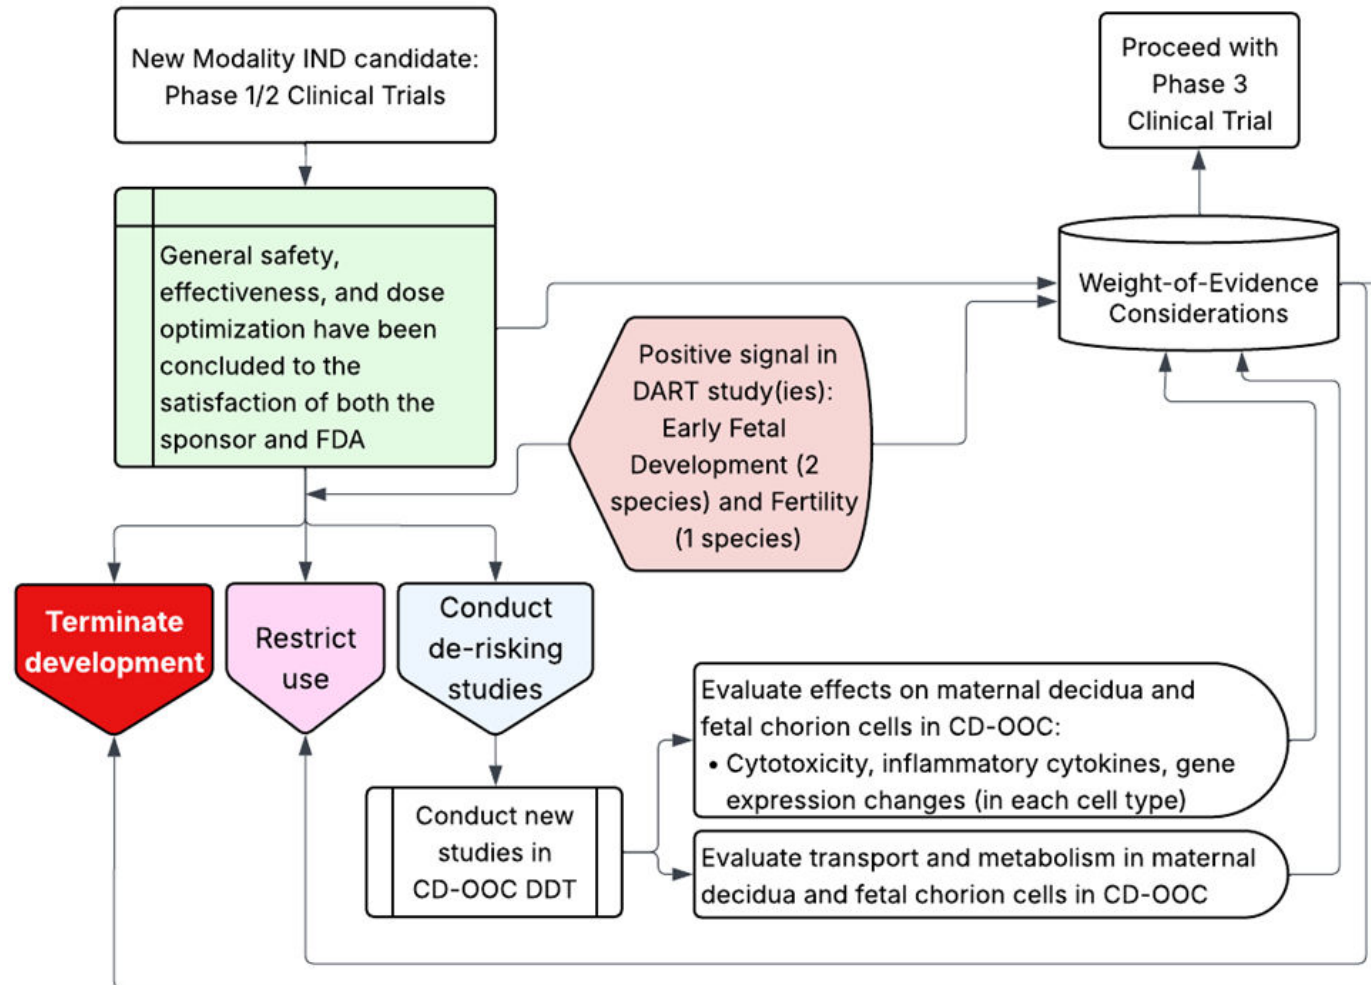 New Modality IND candidate:
Phase 1/2 Clinical Trials
Proceed with
Phase 3
Clinical Trial
General safety,
effectiveness, and dose
optimization have been
concluded to the
satisfaction of both the
sponsor and FDA
Weight-of-Evidence
Considerations
Positive signal in
DART study(ies):
Early Fetal
Development (2
species) and Fertility
(1 species)
Terminate
development
Restrict
use
Conduct
de-risking
studies
Evaluate effects on maternal decidua and
fetal chorion cells in CD-OOC:
• Cytotoxicity, inflammatory cytokines, gene
expression changes (in each cell type)
Conduct new
studies in
CD-OOC DDT
Evaluate transport and metabolism in maternal
decidua and fetal chorion cells in CD-OOC